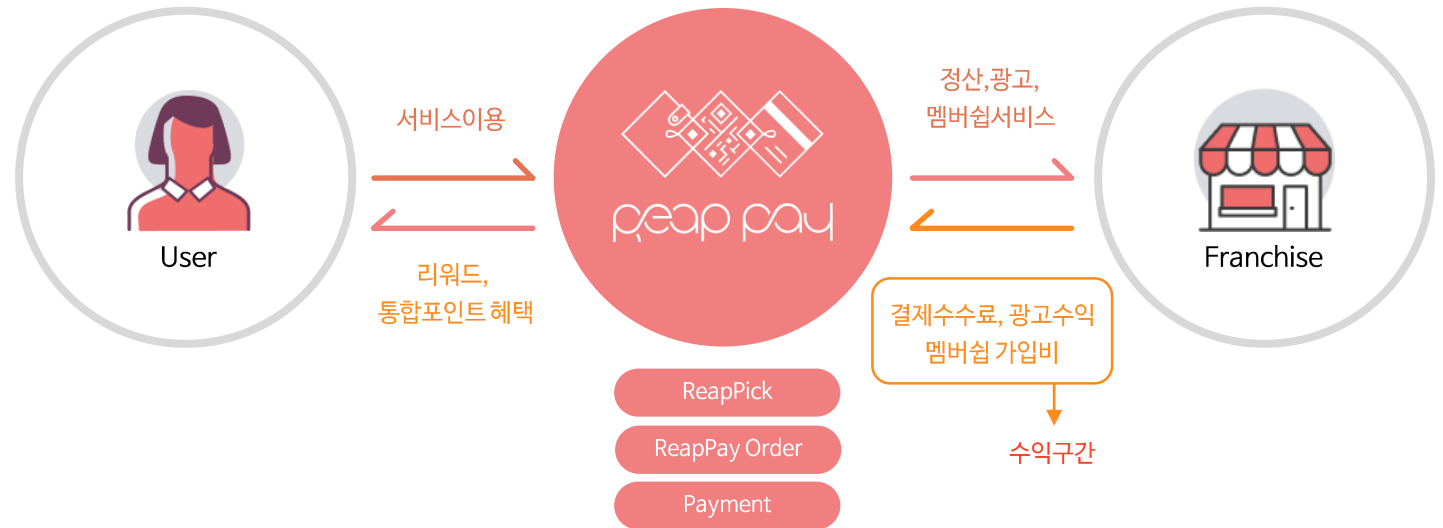 서비스이용
정산,광고,
멤버쉽서비스
reap pay
User
Franchise
리워드,
통합포인트 혜택
결제수수료, 광고수익
멤버쉽 가입비
수익구간
ReapPick
ReapPay Order
Payment